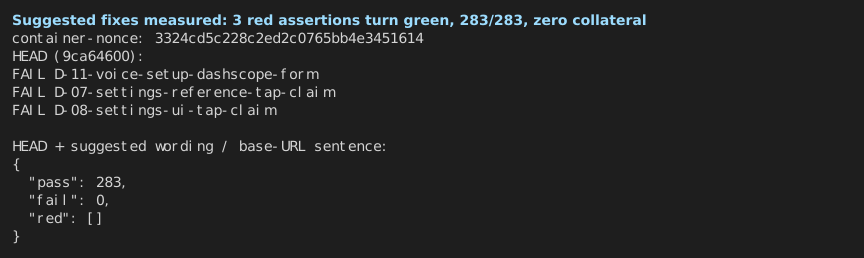 Suggested fixes measured: 3 red assertions turn green, 283/283, zero collateral
container-nonce: 3324cd5c228c2ed2c0765bb4e3451614
HEAD (9ca64600):
FAIL D-11-voice-setup-dashscope-form
FAIL D-07-settings-reference-tap-claim
FAIL D-08-settings-ui-tap-claim
HEAD + suggested wording / base-URL sentence:
{
"pass": 283,
"fail": 0,
"red": []
}